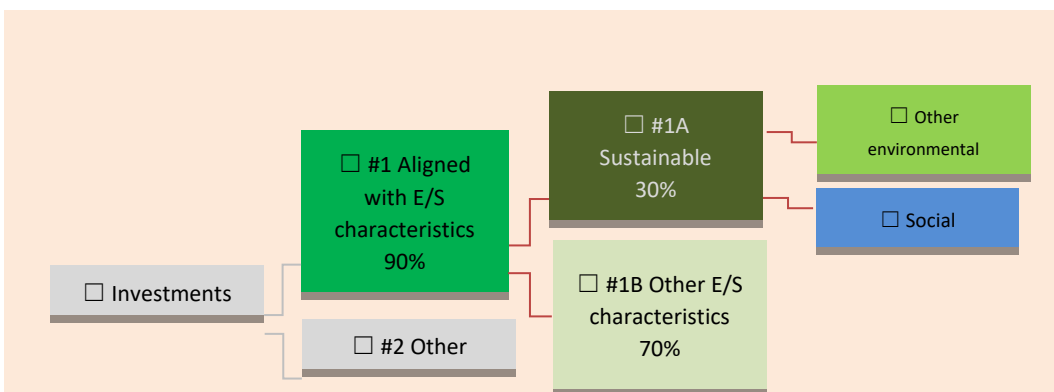 ☐ Investments
☐ #1 Aligned
with E/S
characteristics
90%
☐ #2 Other
☐ #1A
Sustainable
30%
☐ #1B Other E/S
characteristics
70%
☐ Other
environmental
☐ Social